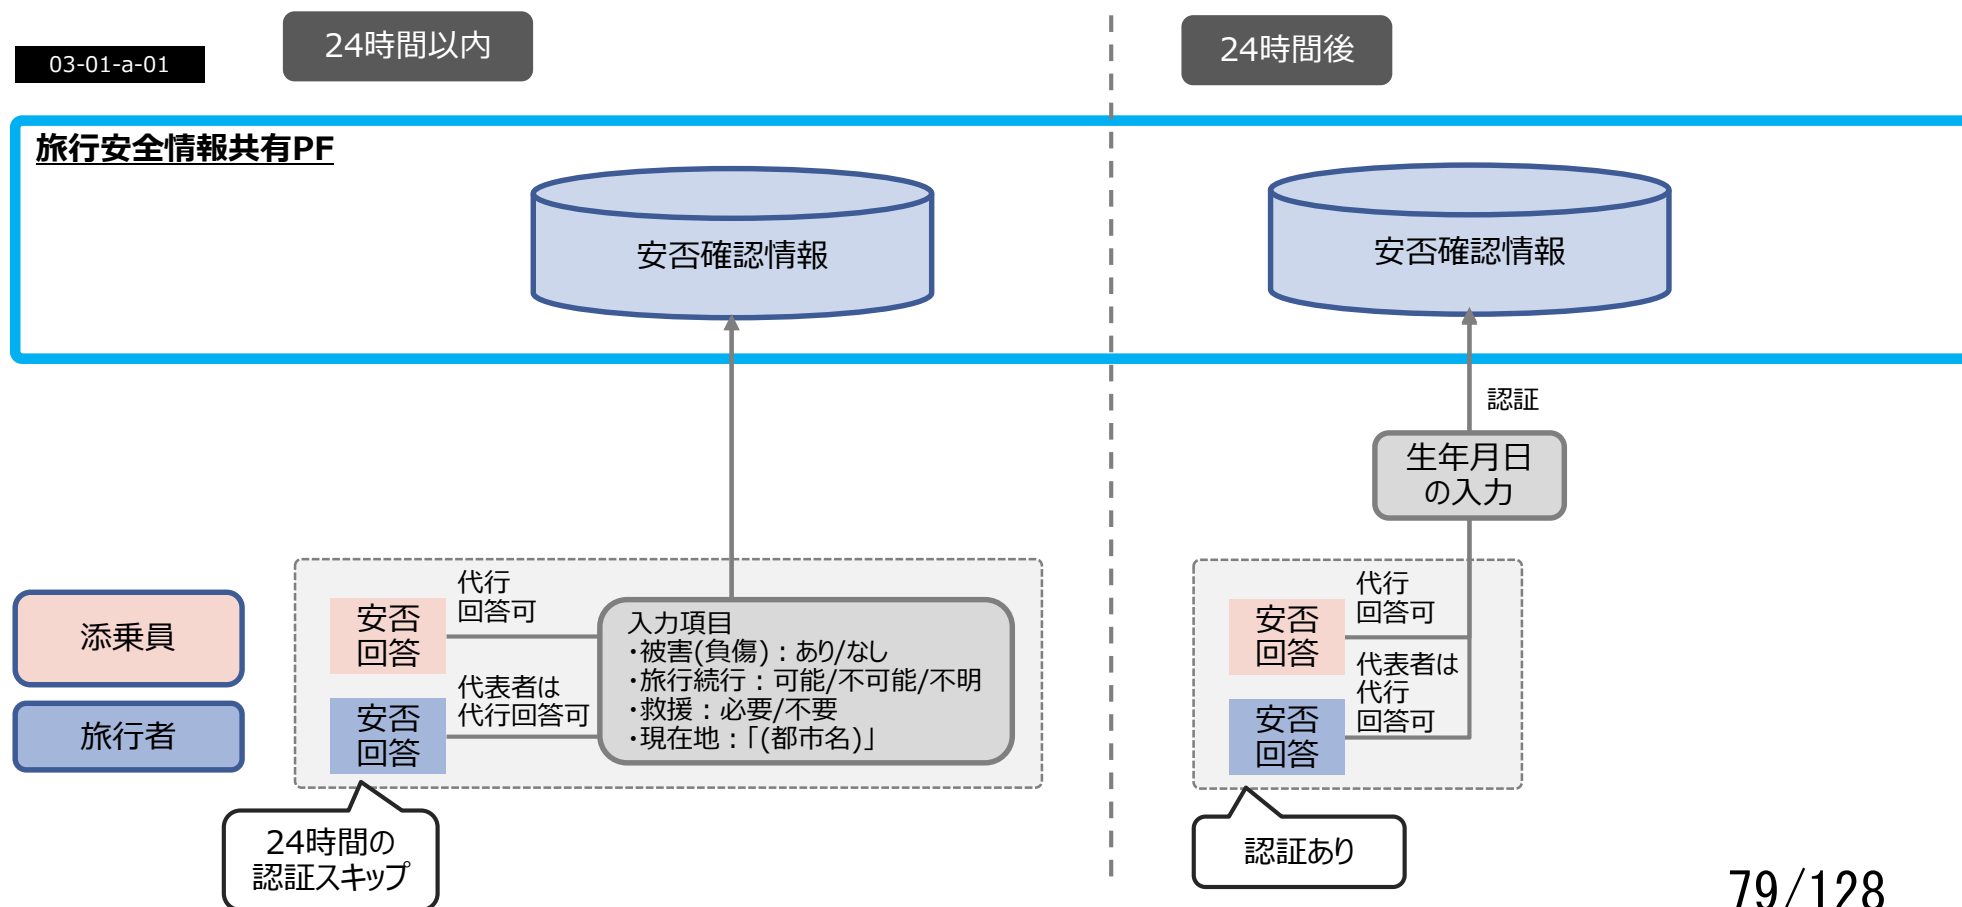 24時間以内
24時間後
03-01-a-01
旅行安全情報共有PF
安否確認情報
安否確認情報
認証
生年月日
の入力
添乗員
旅行者
安否
回答
代行
回答可
安否
回答
代表者は
代行回答可
入力項目
・被害(負傷)：あり/なし
・旅行続行：可能/不可能/不明
・救援：必要/不要
・現在地：「(都市名)」
24時間の
認証スキップ
安否
回答
代行
回答可
安否
回答
代表者は
代行
回答可
認証あり
79/128